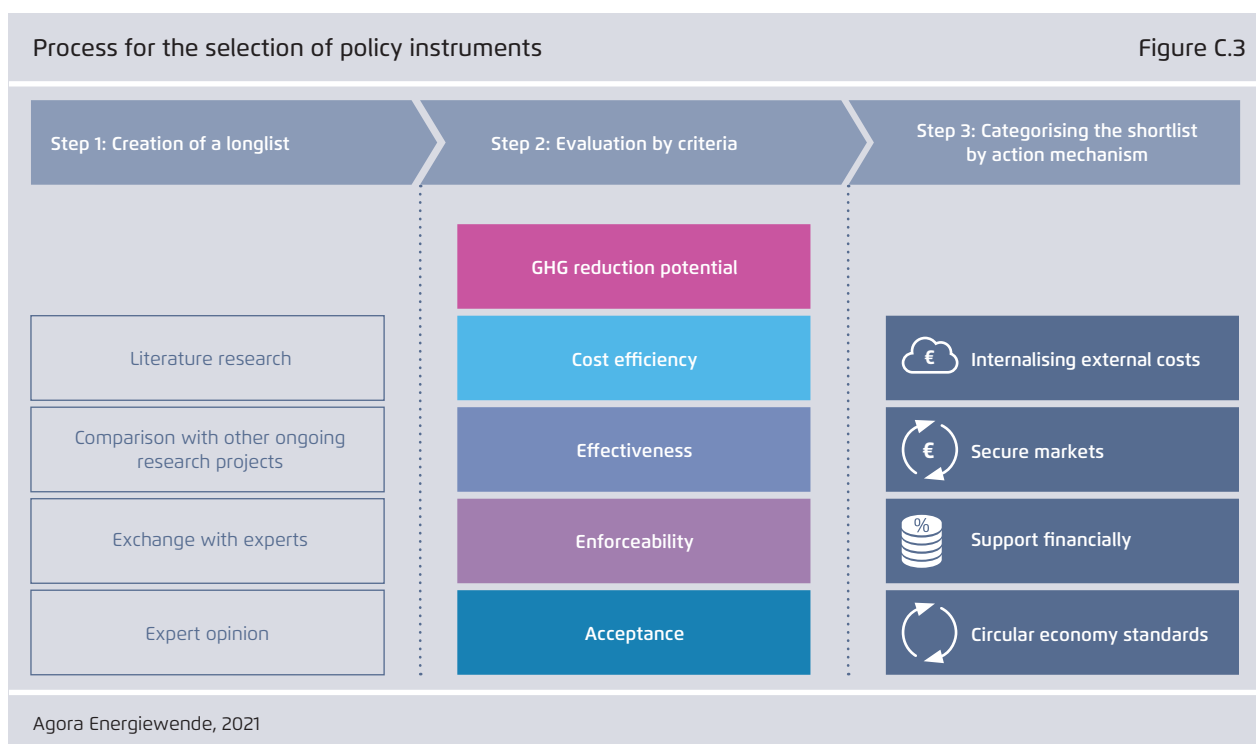 Process for the selection of policy instruments
Figure C.3
Step 1: Creation of a longlist
Step 2: Evaluation by criteria
Step 3: Categorising the shortlist
by action mechanism
Literature research
Comparison with other ongoing
research projects
Exchange with experts
Expert opinion
GHG reduction potential
Cost efficiency
Effectiveness
Enforceability
Acceptance
€ Internalising external costs
€ Secure markets
% Support financially
Circular economy standards
Agora Energiewende, 2021